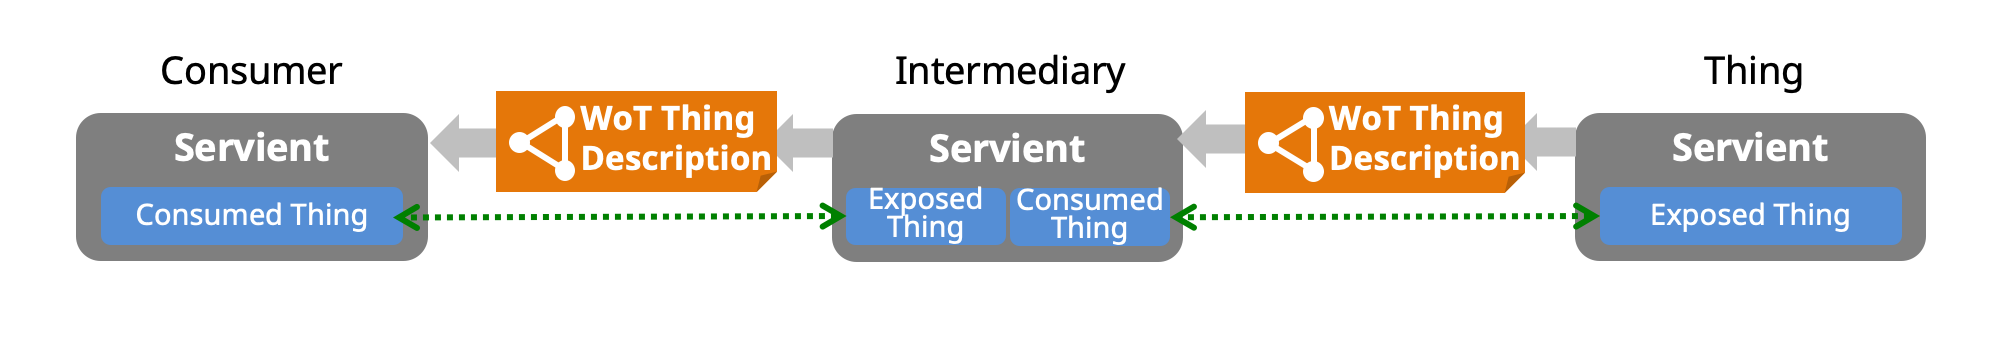 Consumer
Intermediary
Thing
Servient
Consumed Thing
WoT Thing
Description
Servient
Exposed
Thing
Consumed
Thing
WoT Thing
Description
Servient
Exposed Thing